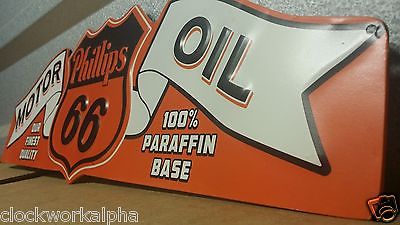 MOTOR
OIL
Phillips
66
OUR
FINEST
QUALITY
100%
PARAFFIN
BASE
clockworkalpha